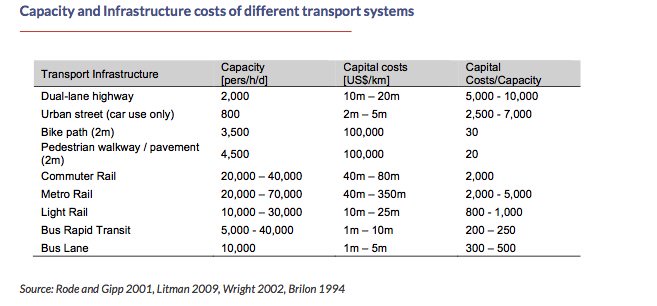 Capacity and Infrastructure costs of different transport systems
Transport Infrastructure Capacity [pers/h/d] Capital costs [US$/km] Capital Costs/Capacity
Dual-lane highway 2,000 10m – 20m 5,000 - 10,000
Urban street (car use only) 800 2m – 5m 2,500 - 7,000
Bike path (2m) 3,500 100,000 30
Pedestrian walkway / pavement (2m) 4,500 100,000 20
Commuter Rail 20,000 – 40,000 40m – 80m 2,000
Metro Rail 20,000 – 70,000 40m – 350m 2,000 - 5,000
Light Rail 10,000 – 30,000 10m – 25m 800 - 1,000
Bus Rapid Transit 5,000 - 40,000 1m – 10m 200 – 250
Bus Lane 10,000 1m – 5m 300 – 500
Source: Rode and Gipp 2001, Litman 2009, Wright 2002, Brilon 1994